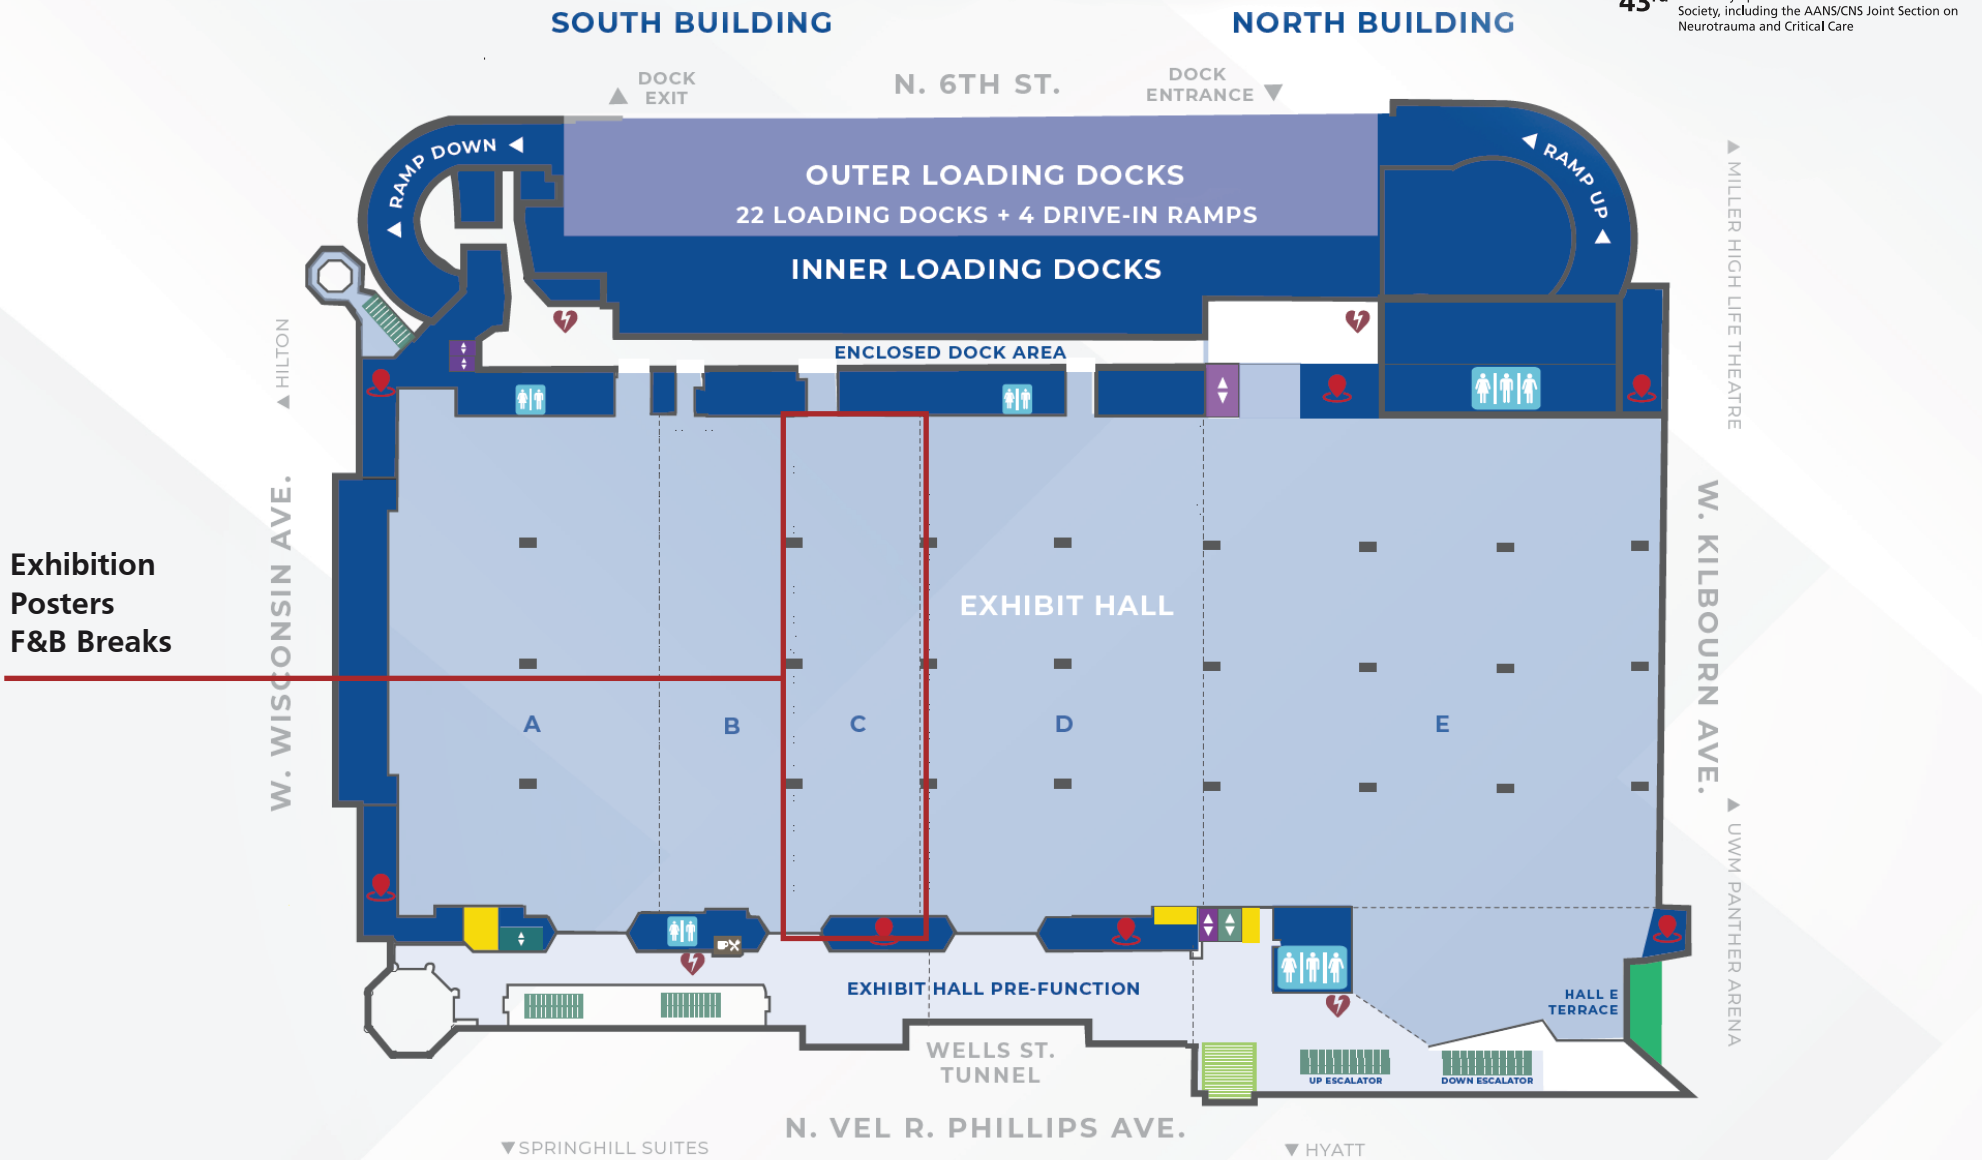 SOUTH BUILDING
NORTH BUILDING
Society, including the AANS/CNS Joint Section on
Neurotrauma and Critical Care
DOCK
EXIT
N. 6TH ST.
DOCK
ENTRANCE
RAMP DOWN
OUTER LOADING DOCKS
22 LOADING DOCKS + 4 DRIVE-IN RAMPS
INNER LOADING DOCKS
RAMP UP
MILLER HIGH LIFE THEATRE
HILTON
ENCLOSED DOCK AREA
W. WISCONSIN AVE.
W. KILBOURN AVE.
Exhibition
Posters
F&B Breaks
EXHIBIT HALL
A
B
C
D
E
UWM PANTHER ARENA
EXHIBIT HALL PRE-FUNCTION
HALL E
TERRACE
WELLS ST.
TUNNEL
UP ESCALATOR
DOWN ESCALATOR
N. VEL R. PHILLIPS AVE.
SPRINGHILL SUITES
HYATT